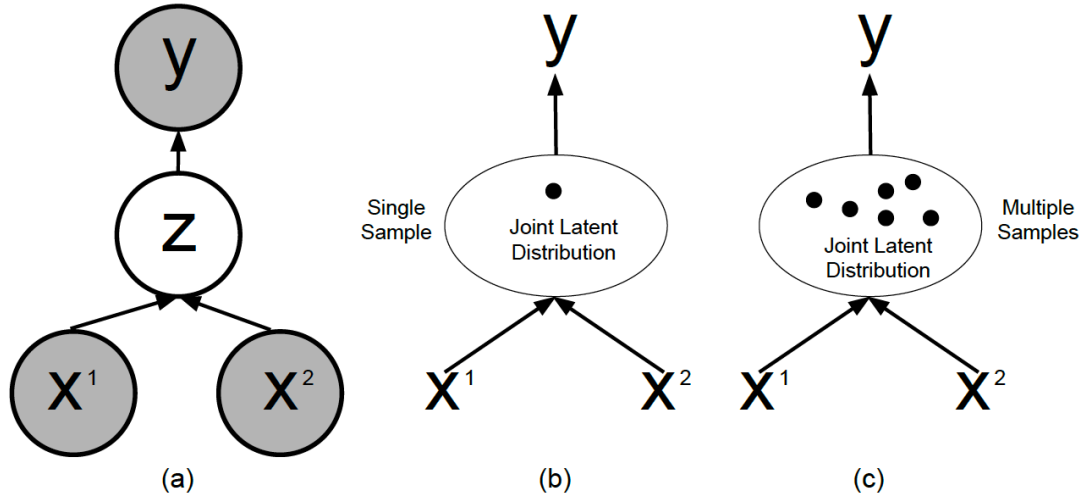 y
z
x¹
x²
(a)
y
Single
Sample
Joint Latent
Distribution
x¹
x²
(b)
y
Joint Latent
Distribution
Multiple
Samples
x¹
x²
(c)